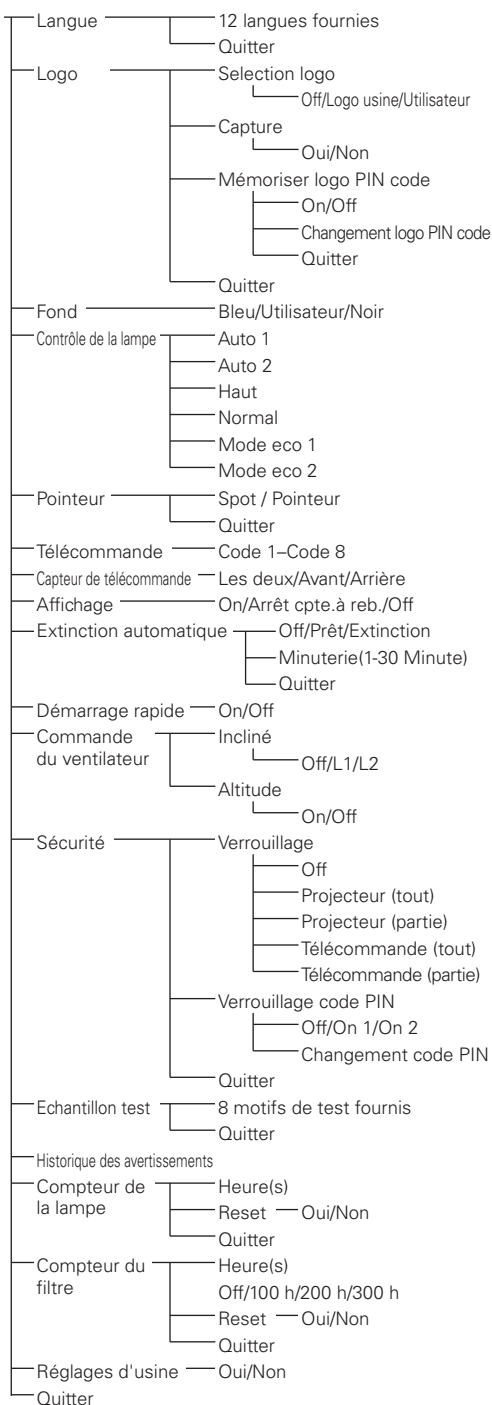 Langue 12 langues fournies
Quitter
Logo Selection logo
Off/Logo usine/Utilisateur
Capture
Oui/Non
Mémoriser logo PIN code
On/Off
Changement logo PIN code
Quitter
Quitter
Fond Bleu/Utilisateur/Noir
Contrôle de la lampe Auto 1
Auto 2
Haut
Normal
Mode eco 1
Mode eco 2
Pointeur Spot / Pointeur
Quitter
Télécommande Code 1–Code 8
Capteur de télécommande Les deux/Avant/Arrière
Affichage On/Arrêt cpte.à reb./Off
Extinction automatique Off/Prêt/Extinction
Minuterie(1-30 Minute)
Quitter
Démarrage rapide On/Off
Commande Incliné
du ventilateur
Off/L1/L2
Altitude
On/Off
Sécurité Verrouillage
Off
Projecteur (tout)
Projecteur (partie)
Télécommande (tout)
Télécommande (partie)
Verrouillage code PIN
Off/On 1/On 2
Changement code PIN
Quitter
Echantillon test 8 motifs de test fournis
Quitter
Historique des avertissements
Compteur de Heure(s)
la lampe Reset Oui/Non
Quitter
Compteur du Heure(s)
filtre Off/100 h/200 h/300 h
Reset Oui/Non
Quitter
Réglages d'usine Oui/Non
Quitter